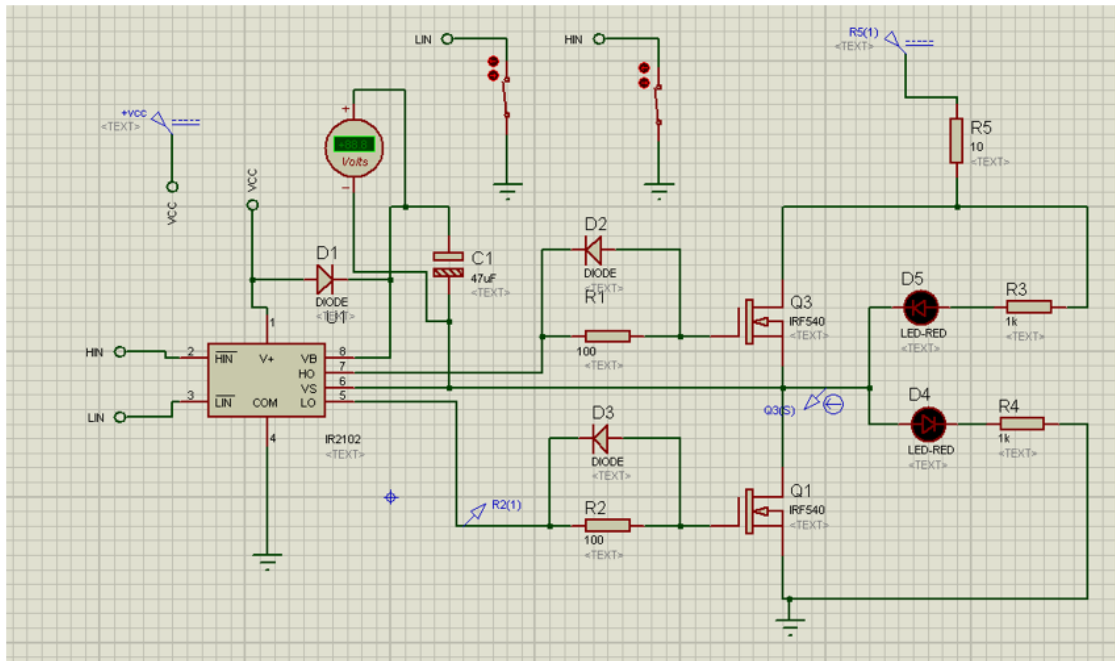 LIN
HIN
R5(1)
<TEXT>
+VCC
<TEXT>
VCC
VCC
+
Volts
−
R5
10
<TEXT>
D1
DIODE
<TEXT>
U1
C1
47uF
<TEXT>
D2
DIODE
<TEXT>
R1
100
<TEXT>
Q3
IRF540
<TEXT>
D5
LED-RED
<TEXT>
R3
1k
<TEXT>
HIN
2
HIN
1
V+
VB
8
HO
7
VS
6
LIN
3
LIN
COM
LO
5
4
IR2102
<TEXT>
Q3(S)
D4
LED-RED
<TEXT>
R4
1k
<TEXT>
D3
DIODE
<TEXT>
R2(1)
R2
100
<TEXT>
Q1
IRF540
<TEXT>